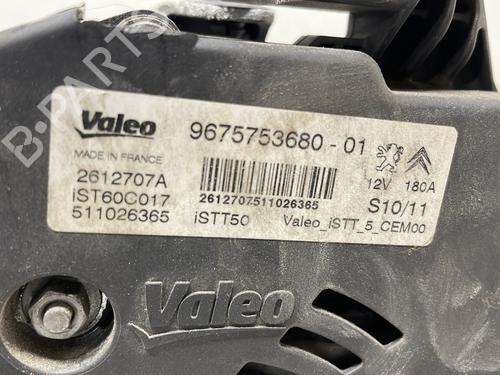 Valeo 9675753680 - 01
MADE IN FRANCE
2612707A 12V 180A
iST60C017 2612707511026365 S10/11
511026365 iSTT50 Valeo_iSTT_5_CEM00
Valeo
B-PARTS